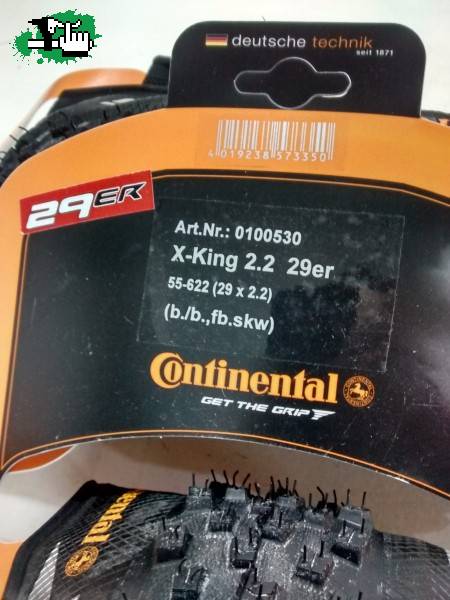 deutsche technik
seit 1871
4 019238 573350
29ER
Art.Nr.: 0100530
X-King 2.2 29er
55-622 (29 x 2.2)
(b./b.,fb.skw)
Continental
GET THE GRIP
Continental